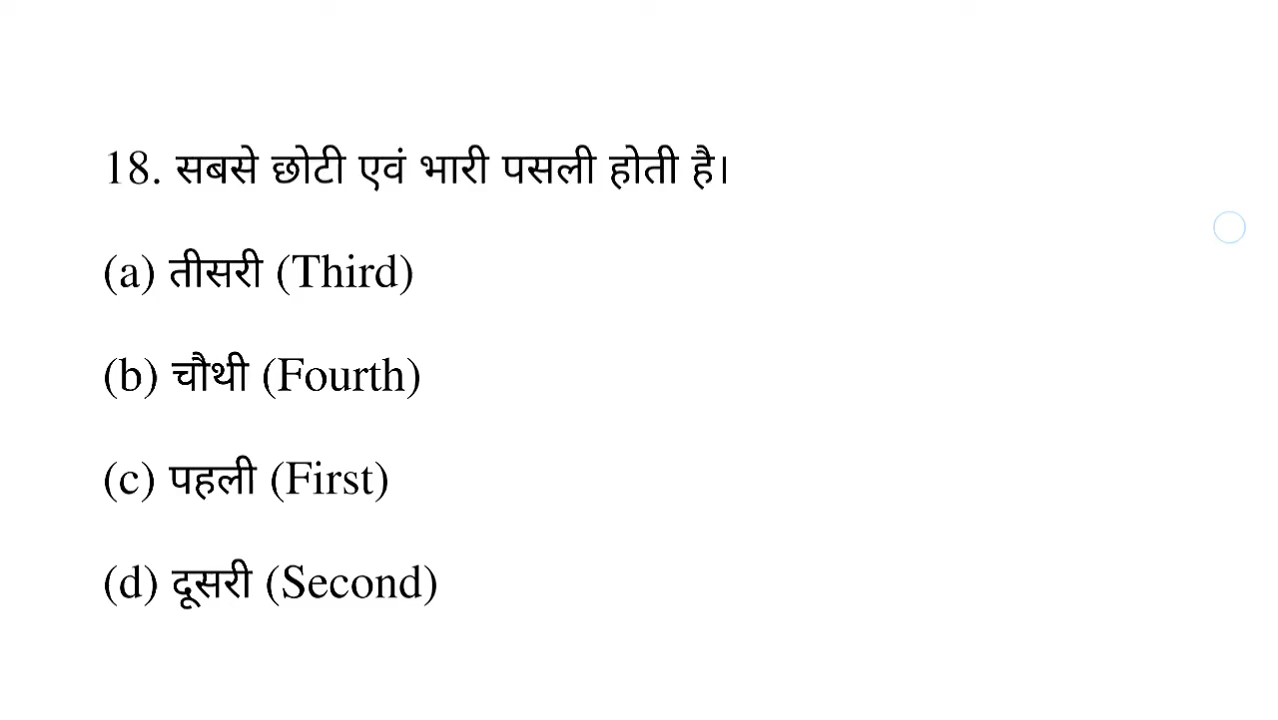 18. सबसे छोटी एवं भारी पसली होती है।
(a) तीसरी (Third)
(b) चौथी (Fourth)
(c) पहली (First)
(d) दूसरी (Second)